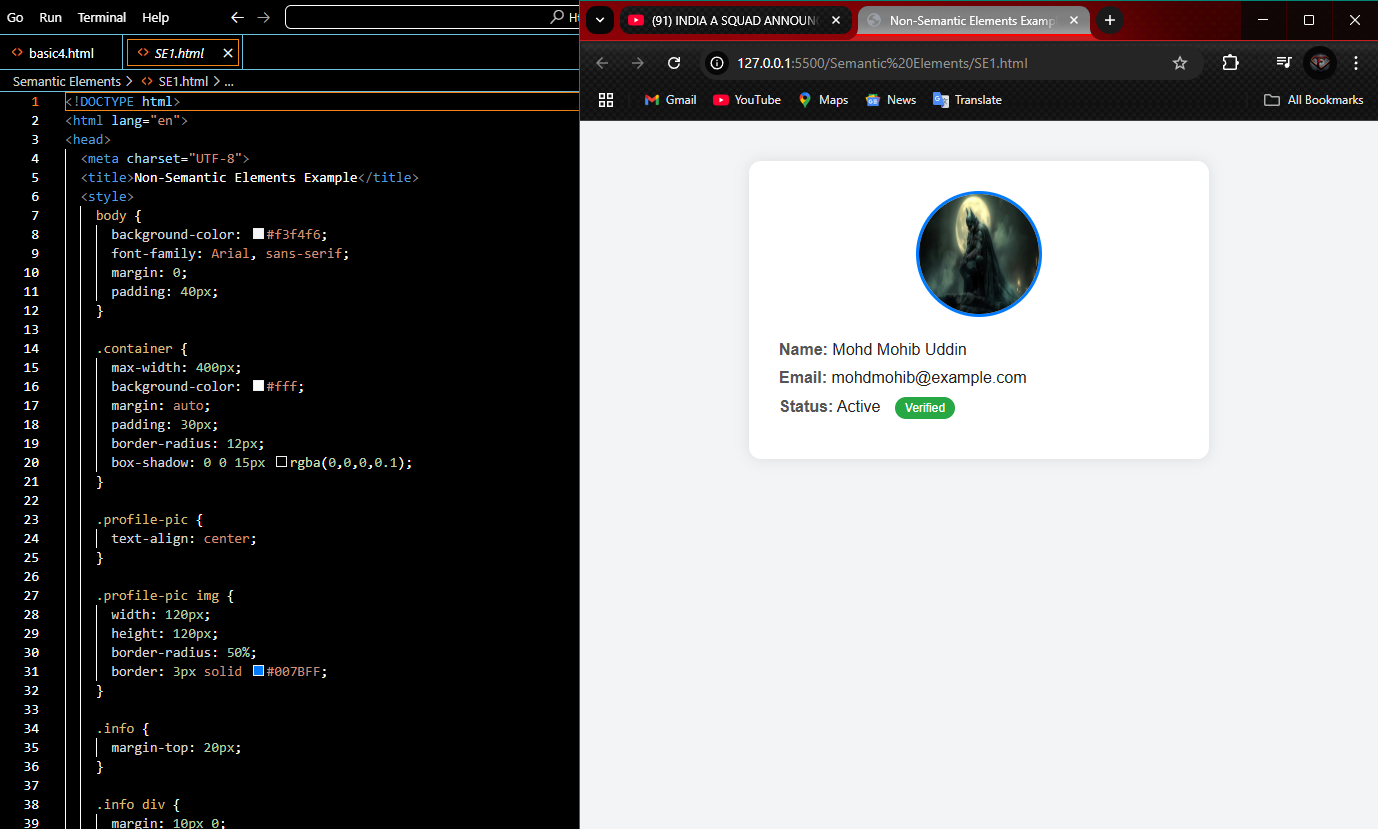 Go Run Terminal Help
basic4.html
SE1.html
Semantic Elements > SE1.html > ...
1 <!DOCTYPE html>
2 <html lang="en">
3 <head>
4 <meta charset="UTF-8">
5 <title>Non-Semantic Elements Example</title>
6 <style>
7 body {
8 background-color: #f3f4f6;
9 font-family: Arial, sans-serif;
10 margin: 0;
11 padding: 40px;
12 }
13
14 .container {
15 max-width: 400px;
16 background-color: #fff;
17 margin: auto;
18 padding: 30px;
19 border-radius: 12px;
20 box-shadow: 0 0 15px rgba(0,0,0,0.1);
21 }
22
23 .profile-pic {
24 text-align: center;
25 }
26
27 .profile-pic img {
28 width: 120px;
29 height: 120px;
30 border-radius: 50%;
31 border: 3px solid #007BFF;
32 }
33
34 .info {
35 margin-top: 20px;
36 }
37
38 .info div {
39 margin: 10px 0;
(91) INDIA A SQUAD ANNOUN
Non-Semantic Elements Examp
127.0.0.1:5500/Semantic%20Elements/SE1.html
Gmail YouTube Maps News Translate All Bookmarks
Name: Mohd Mohib Uddin
Email: mohdmohib@example.com
Status: Active Verified